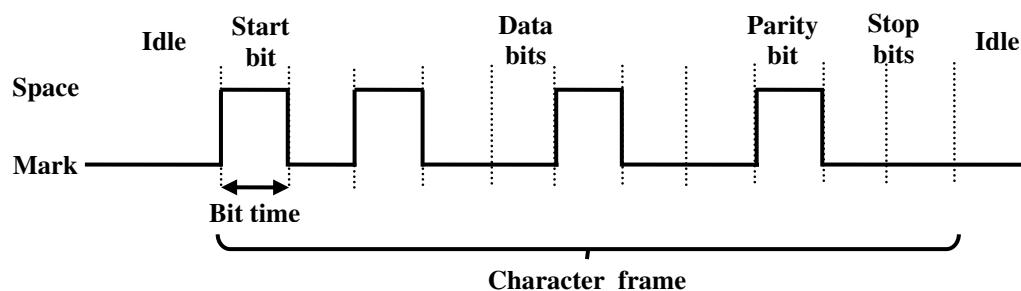 Idle
Start
bit
Data
bits
Parity
bit
Stop
bits
Idle
Space
Mark
Bit time
Character frame